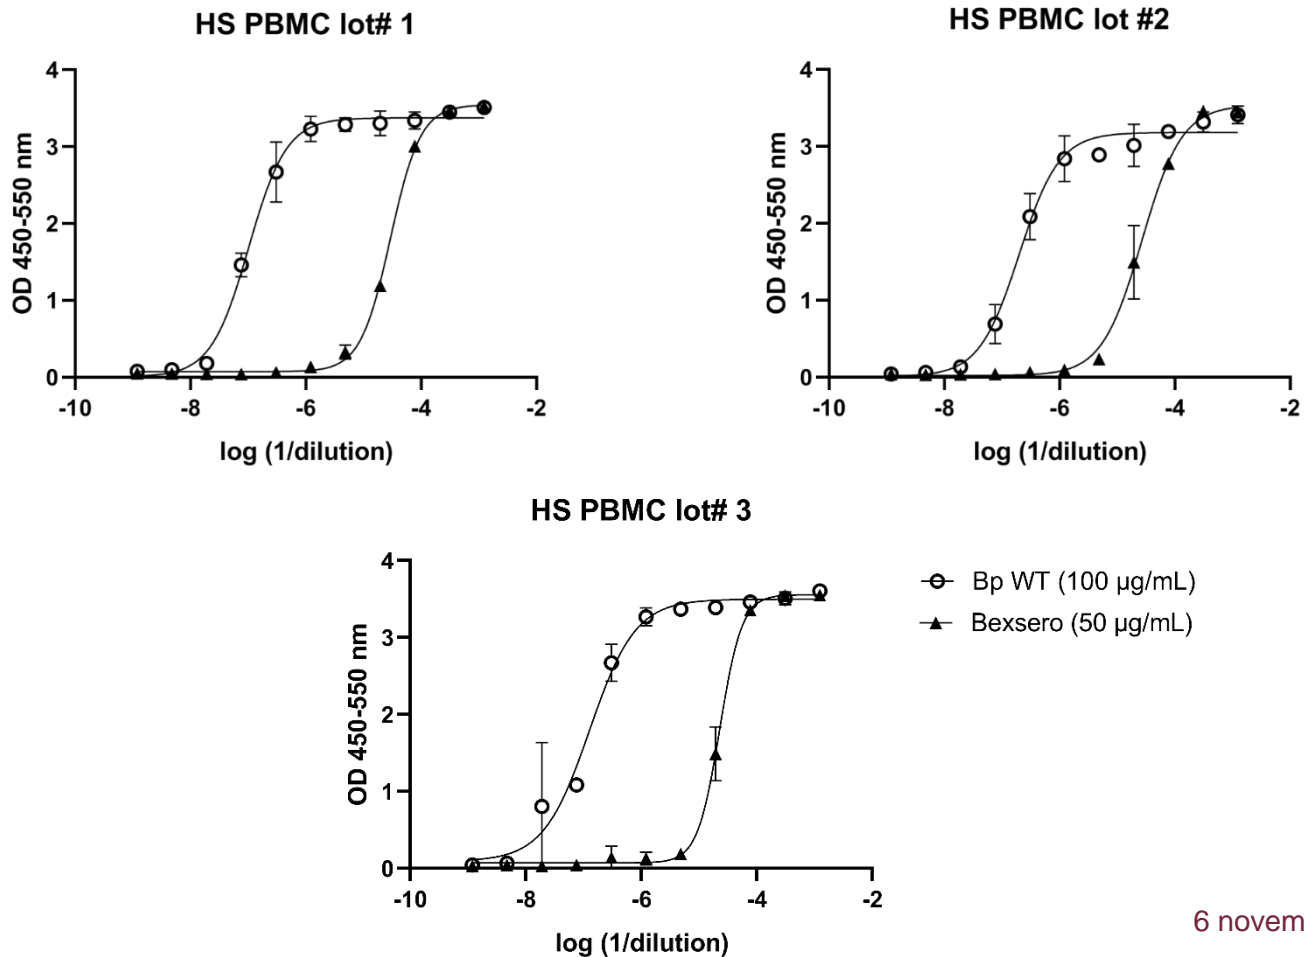 HS PBMC lot# 1
OD 450-550 nm
4
3
2
1
0
-10
-8
-6
-4
-2
log (1/dilution)
HS PBMC lot #2
OD 450-550 nm
4
3
2
1
0
-10
-8
-6
-4
-2
log (1/dilution)
HS PBMC lot# 3
OD 450-550 nm
4
3
2
1
0
-10
-8
-6
-4
-2
log (1/dilution)
Bp WT (100 µg/mL)
Bexsero (50 µg/mL)
6 novem